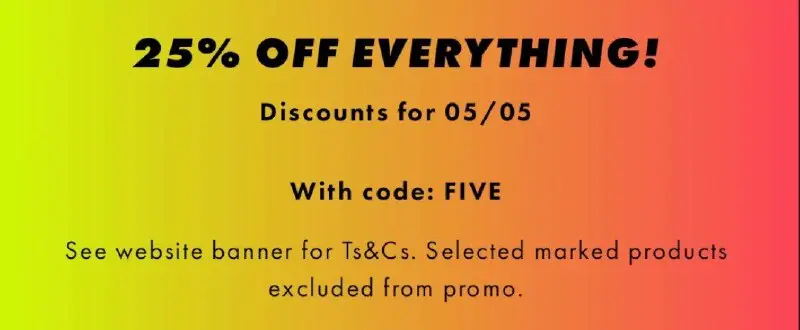 25% OFF EVERYTHING!
Discounts for 05/05
With code: FIVE
See website banner for Ts&Cs. Selected marked products
excluded from promo.